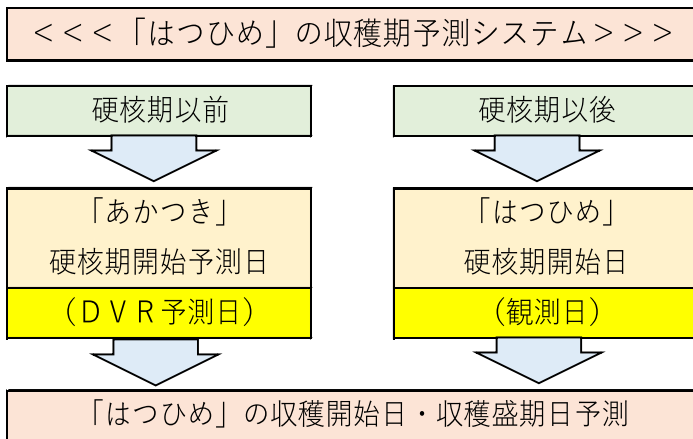 ＜＜＜「はつひめ」の収穫期予測システム＞＞＞
硬核期以前
硬核期以後
「あかつき」
硬核期開始予測日
（ＤＶＲ予測日）
「はつひめ」
硬核期開始日
（観測日）
「はつひめ」の収穫開始日・収穫盛期日予測